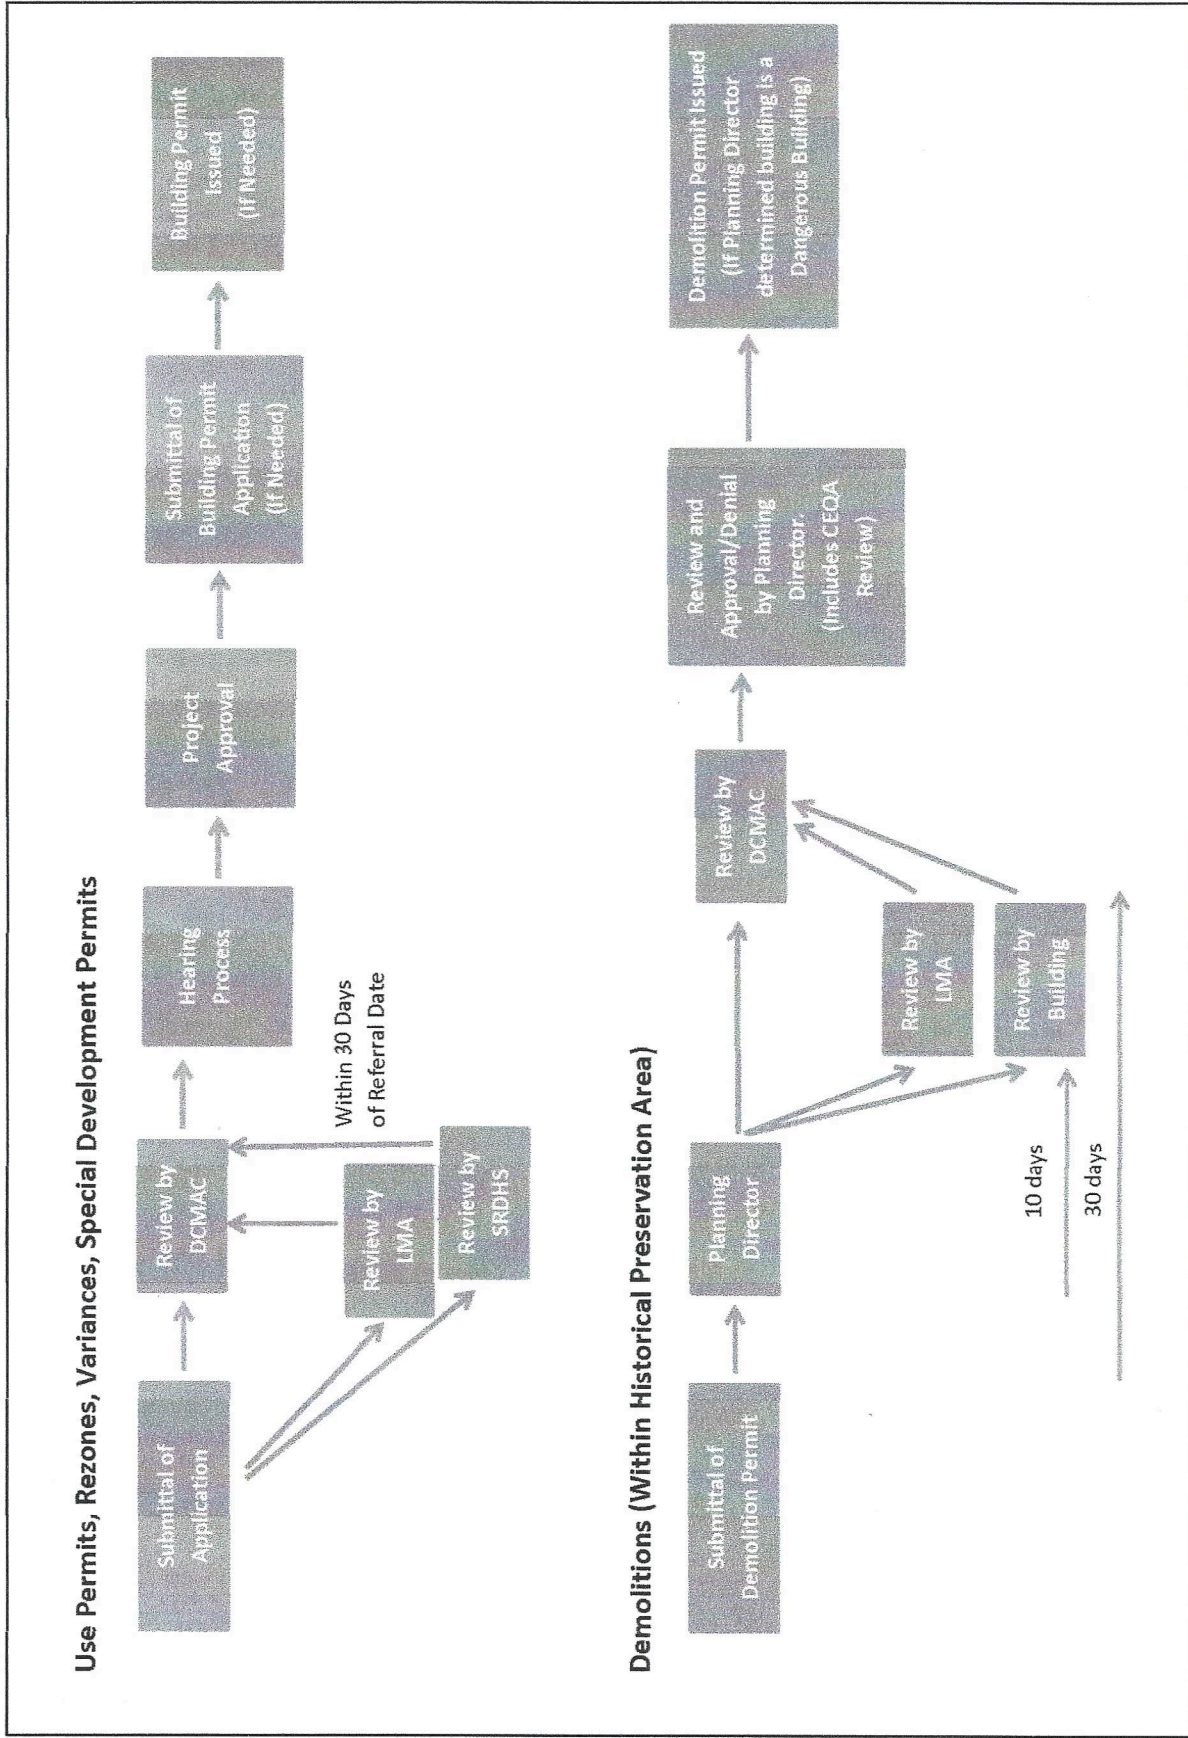 Use Permits, Rezones, Variances, Special Development Permits
Submittal of
Application
Review by
DCMAC
Review by
LMA
Review by
SRDHS
Within 30 Days
of Referral Date
Hearing
Process
Project
Approval
Submittal of
Building Permit
Application
(If Needed)
Building Permit
Issued
(If Needed)
Demolitions (Within Historical Preservation Area)
Submittal of
Demolition Permit
Planning
Director
Review by
LMA
Review by
Building
10 days
30 days
Review by
DCMAC
Review and
Approval/Denial
by Planning
Director.
(Includes CEQA
Review)
Demolition Permit Issued
(If Planning Director
determined building is a
Dangerous Building)